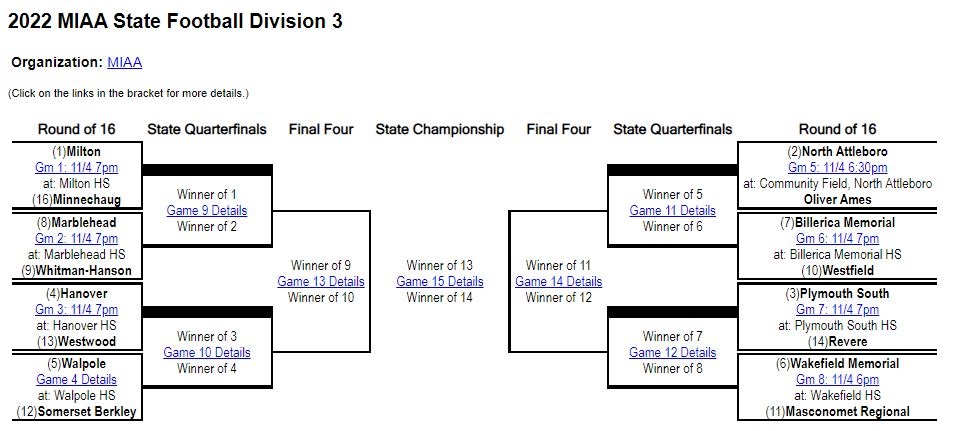 2022 MIAA State Football Division 3
Organization: MIAA
(Click on the links in the bracket for more details.)
Round of 16
State Quarterfinals
Final Four
State Championship
Final Four
State Quarterfinals
Round of 16
(1)Milton
Gm 1: 11/4 7pm
at: Milton HS
(16)Minnechaug
(8)Marblehead
Gm 2: 11/4 7pm
at: Marblehead HS
(9)Whitman-Hanson
(4)Hanover
Gm 3: 11/4 7pm
at: Hanover HS
(13)Westwood
(5)Walpole
Game 4 Details
at: Walpole HS
(12)Somerset Berkley
Winner of 1
Game 9 Details
Winner of 2
Winner of 3
Game 10 Details
Winner of 4
Winner of 9
Game 13 Details
Winner of 10
Winner of 13
Game 15 Details
Winner of 14
Winner of 11
Game 14 Details
Winner of 12
Winner of 5
Game 11 Details
Winner of 6
Winner of 7
Game 12 Details
Winner of 8
(2)North Attleboro
Gm 5: 11/4 6:30pm
at: Community Field, North Attleboro
Oliver Ames
(7)Billerica Memorial
Gm 6: 11/4 7pm
at: Billerica Memorial HS
(10)Westfield
(3)Plymouth South
Gm 7: 11/4 7pm
at: Plymouth South HS
(14)Revere
(6)Wakefield Memorial
Gm 8: 11/4 6pm
at: Wakefield HS
(11)Masconomet Regional